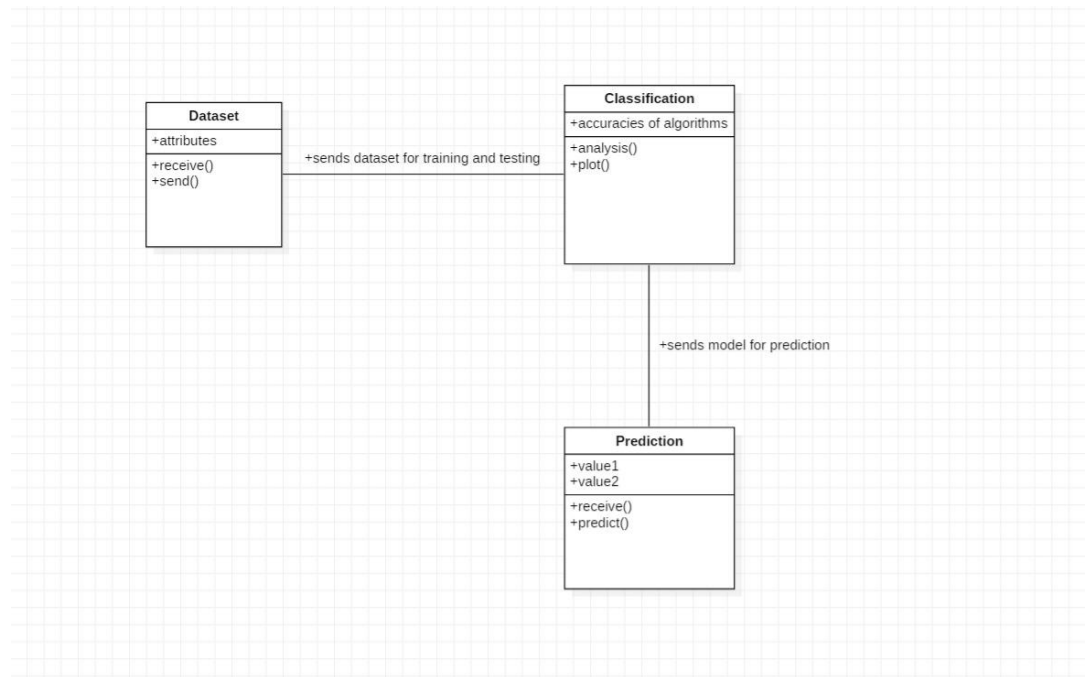 Dataset
+attributes
+receive()
+send()
+sends dataset for training and testing
Classification
+accuracies of algorithms
+analysis()
+plot()
+sends model for prediction
Prediction
+value1
+value2
+receive()
+predict()